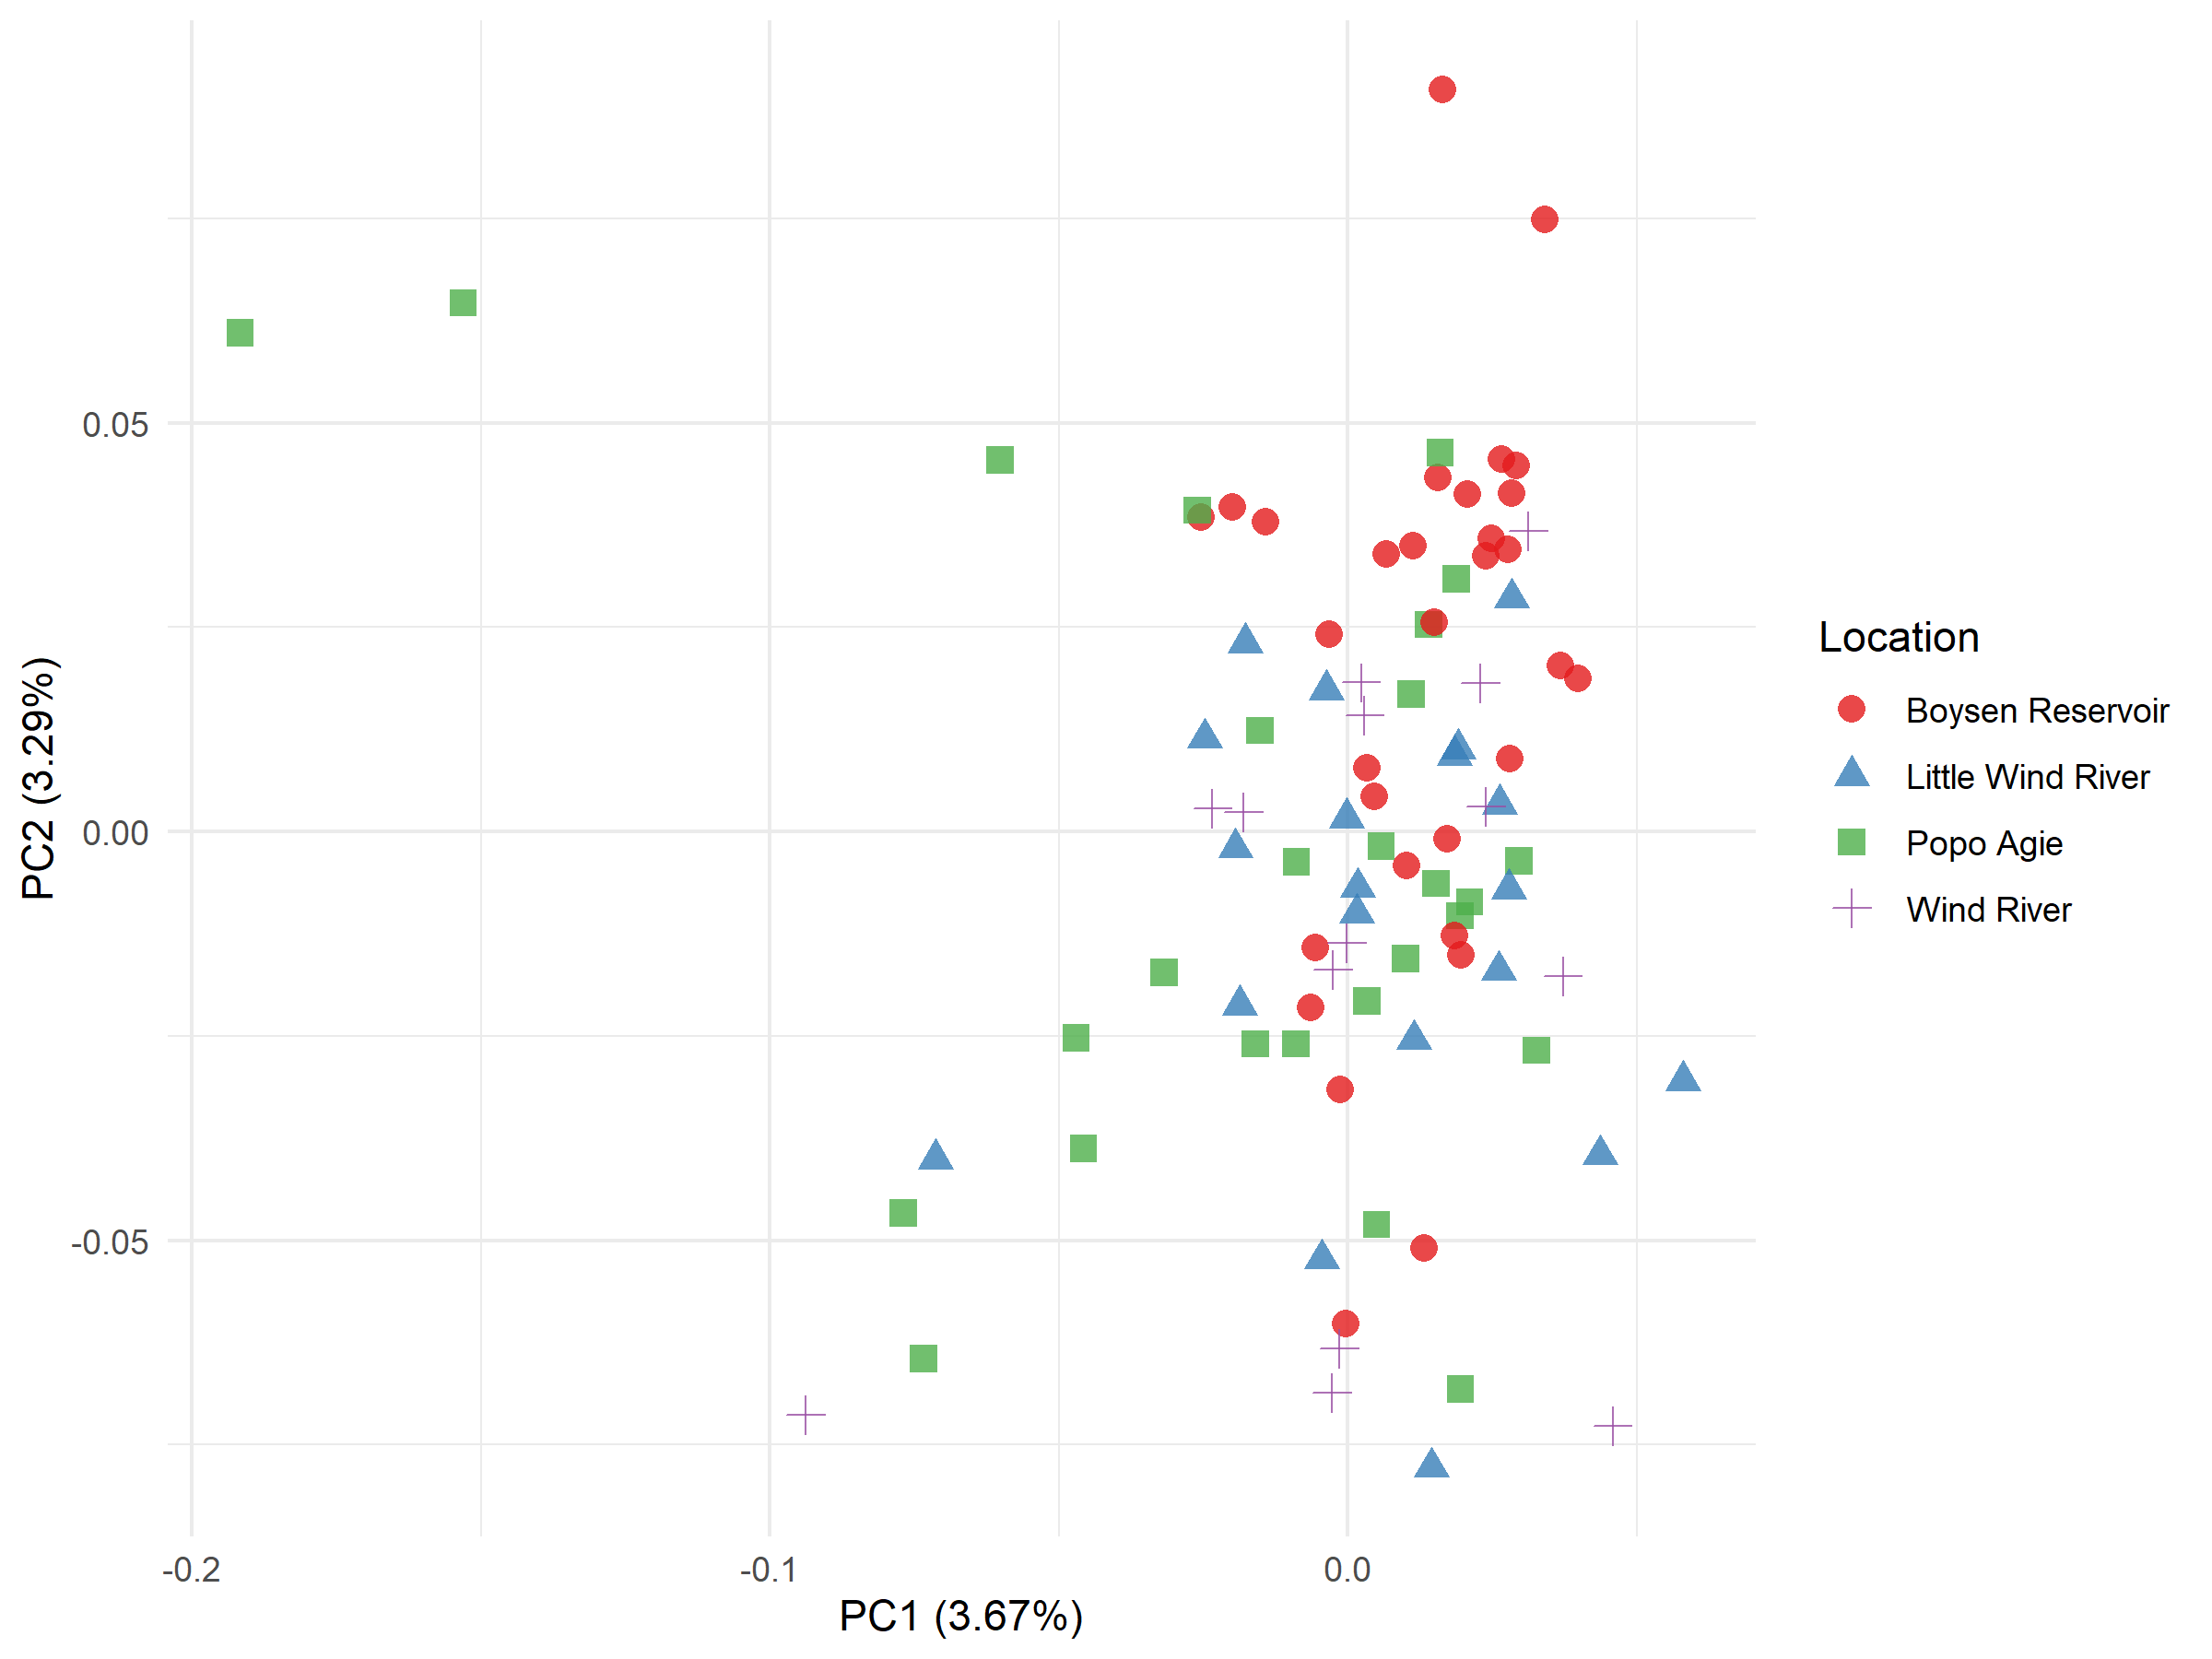 0.05
0.00
-0.05
PC2 (3.29%)
-0.2
-0.1
0.0
PC1 (3.67%)
Location
Boysen Reservoir
Little Wind River
Popo Agie
Wind River